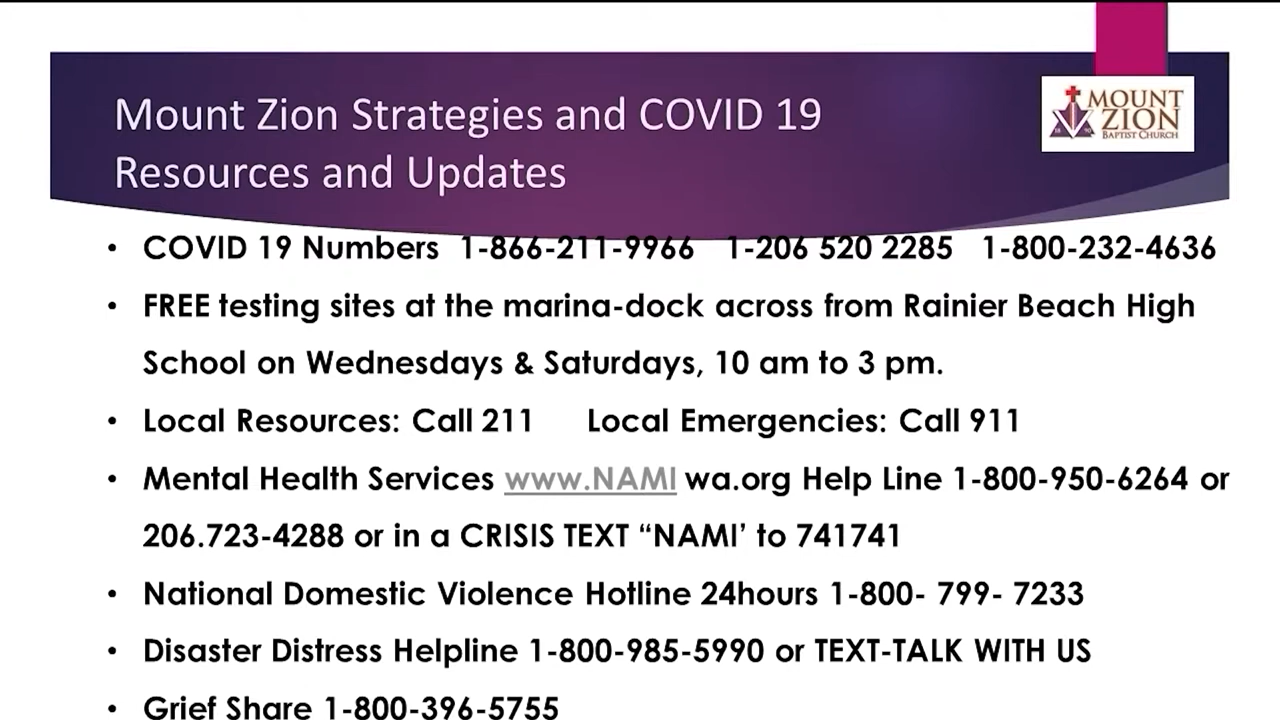 Mount Zion Strategies and COVID 19
Resources and Updates
MOUNT
ZION
BAPTIST CHURCH
18 90
• COVID 19 Numbers 1-866-211-9966 1-206 520 2285 1-800-232-4636
• FREE testing sites at the marina-dock across from Rainier Beach High
School on Wednesdays & Saturdays, 10 am to 3 pm.
• Local Resources: Call 211 Local Emergencies: Call 911
• Mental Health Services www.NAMI wa.org Help Line 1-800-950-6264 or
206.723-4288 or in a CRISIS TEXT “NAMI’ to 741741
• National Domestic Violence Hotline 24hours 1-800- 799- 7233
• Disaster Distress Helpline 1-800-985-5990 or TEXT-TALK WITH US
• Grief Share 1-800-396-5755